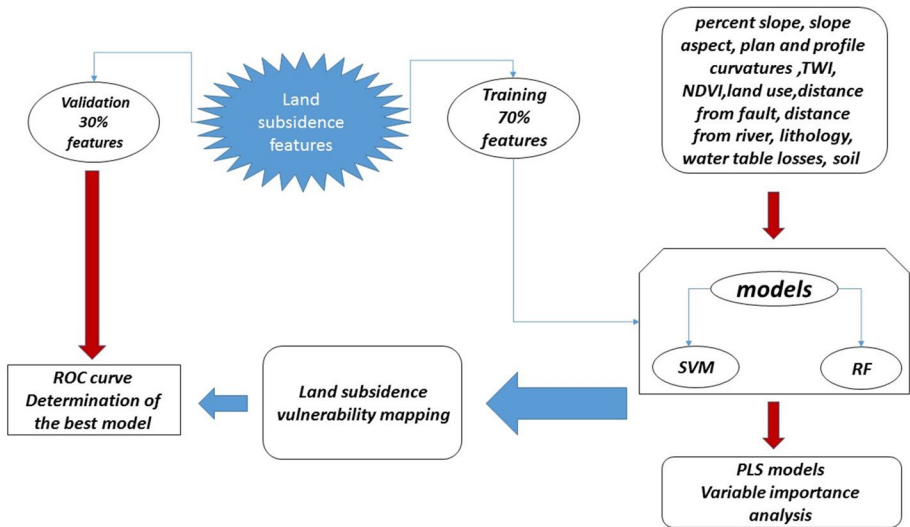 Validation
30%
features
Land
subsidence
features
Training
70%
features
percent slope, slope
aspect, plan and profile
curvatures ,TWI,
NDVI,land use,distance
from fault, distance
from river, lithology,
water table losses, soil
models
SVM
RF
ROC curve
Determination of
the best model
Land subsidence
vulnerability mapping
PLS models
Variable importance
analysis